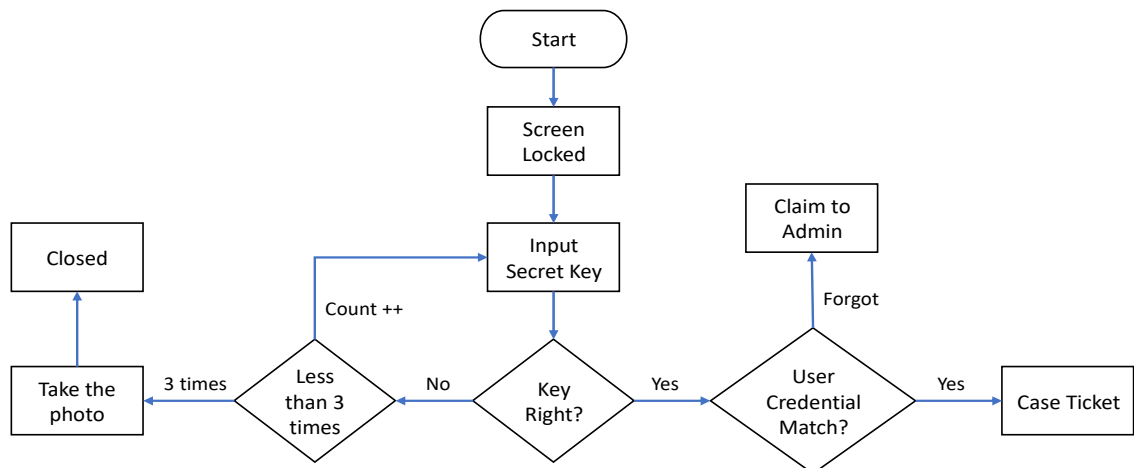 Start
Screen
Locked
Claim to
Admin
Closed
Input
Secret Key
Count ++
Forgot
Take the
photo
3 times
Less
than 3
times
No
Key
Right?
Yes
User
Credential
Match?
Yes
Case Ticket